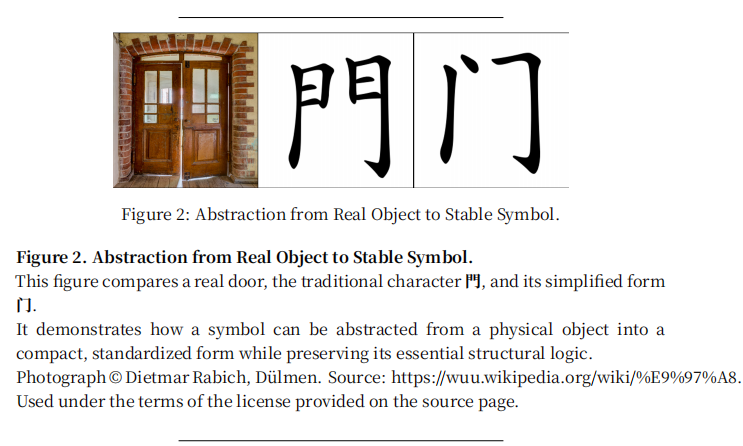 門 门
Figure 2: Abstraction from Real Object to Stable Symbol.
Figure 2. Abstraction from Real Object to Stable Symbol.
This figure compares a real door, the traditional character 門, and its simplified form
门.
It demonstrates how a symbol can be abstracted from a physical object into a
compact, standardized form while preserving its essential structural logic.
Photograph © Dietmar Rabich, Dülmen. Source: https://wuu.wikipedia.org/wiki/%E9%97%A8.
Used under the terms of the license provided on the source page.